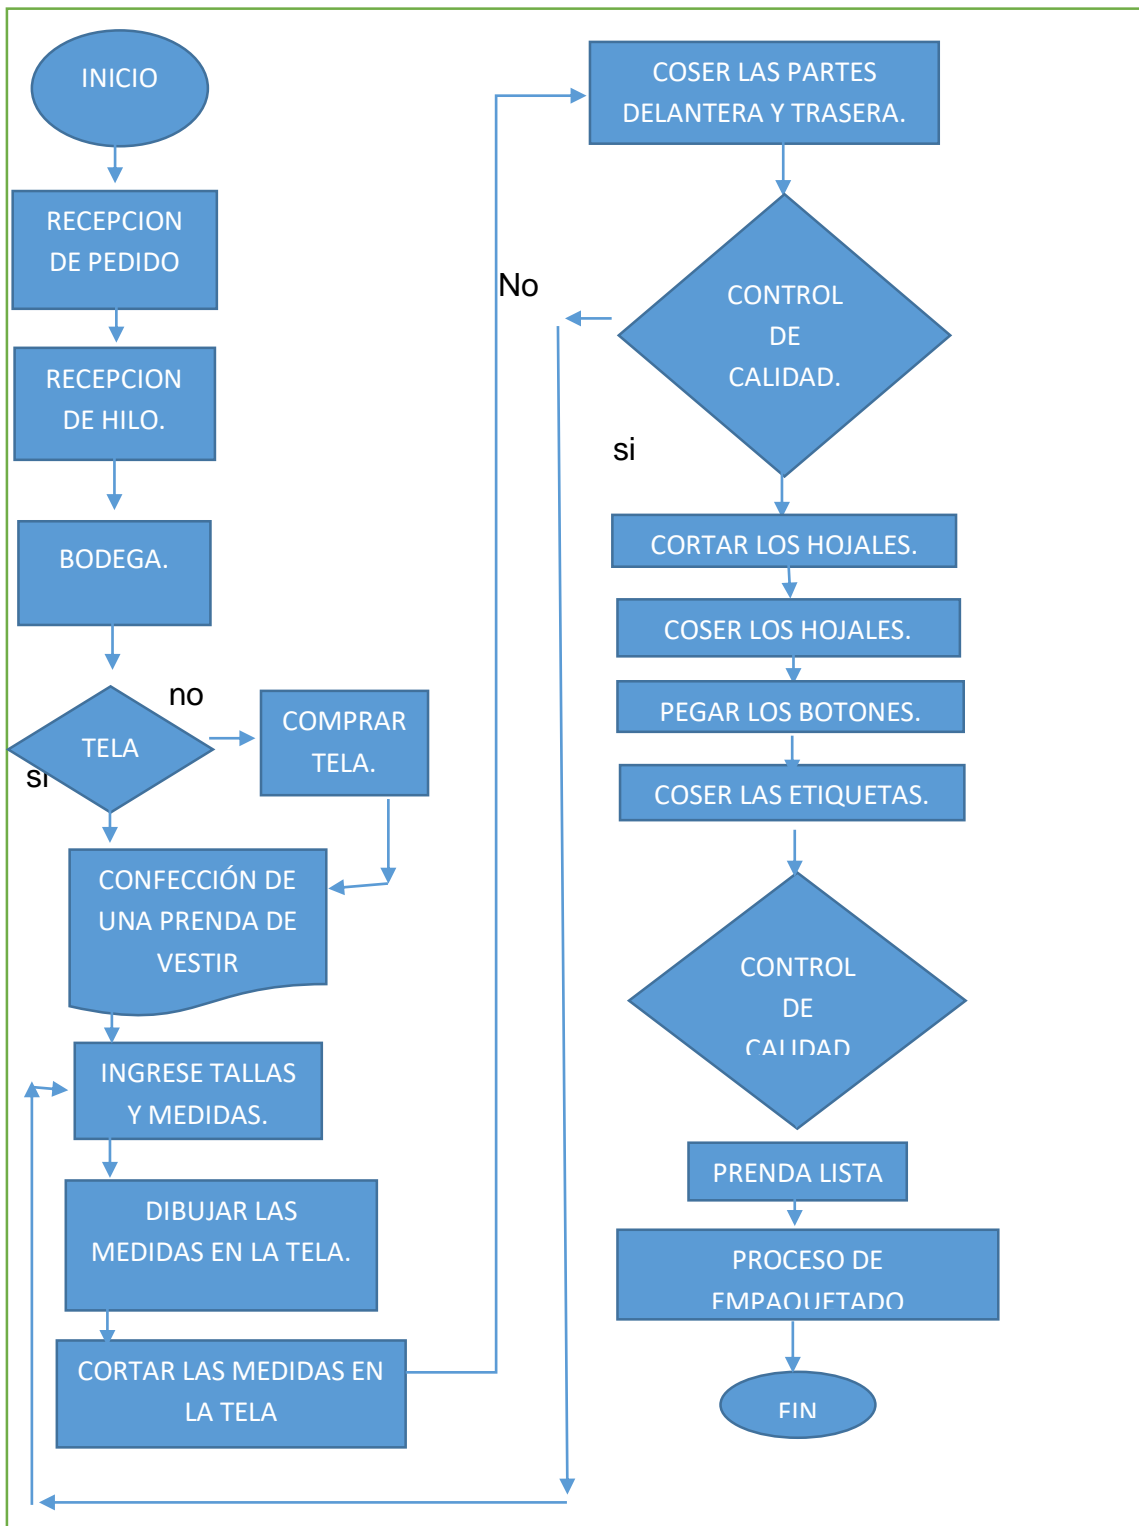 INICIO
RECEPCION
DE PEDIDO
RECEPCION
DE HILO.
BODEGA.
TELA
no
si
COMPRAR
TELA.
CONFECCIÓN DE
UNA PRENDA DE
VESTIR
INGRESE TALLAS
Y MEDIDAS.
DIBUJAR LAS
MEDIDAS EN LA TELA.
CORTAR LAS MEDIDAS EN
LA TELA
COSER LAS PARTES
DELANTERA Y TRASERA.
No
CONTROL
DE
CALIDAD.
si
CORTAR LOS HOJALES.
COSER LOS HOJALES.
PEGAR LOS BOTONES.
COSER LAS ETIQUETAS.
CONTROL
DE
CALIDAD
PRENDA LISTA
PROCESO DE
EMPAQUETADO
FIN